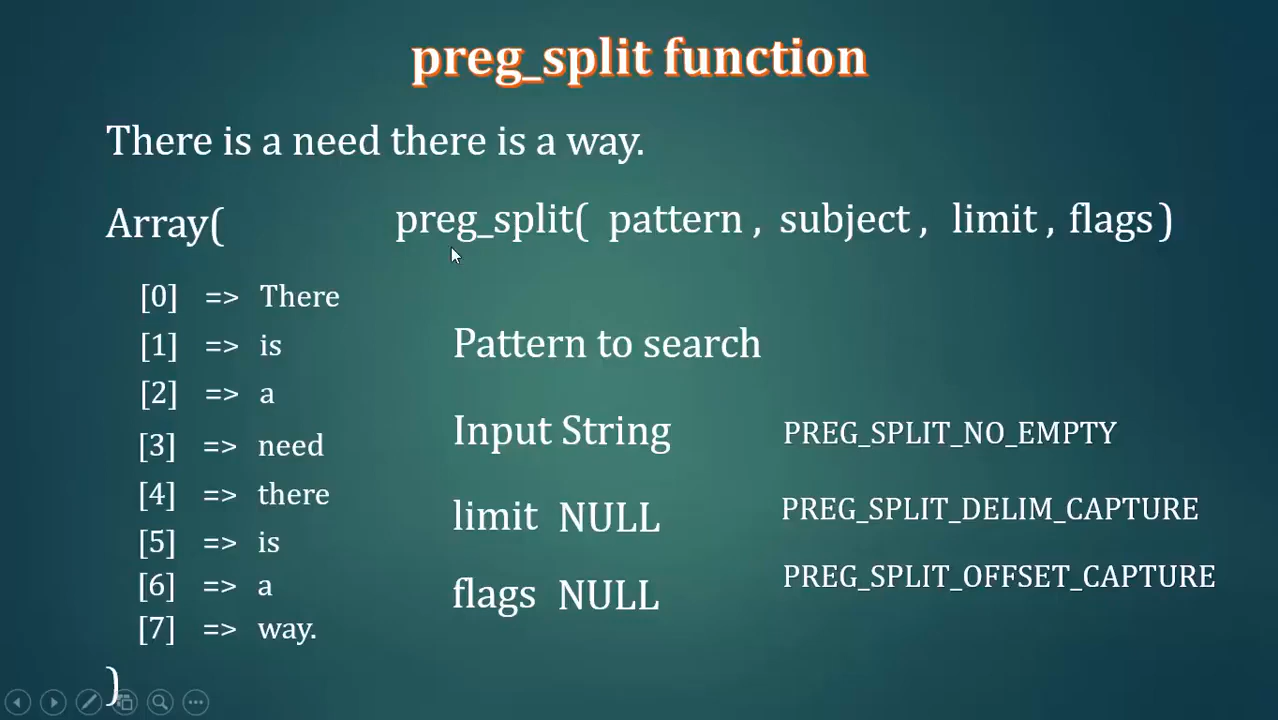 preg_split function
There is a need there is a way.
Array(
preg_split( pattern , subject , limit , flags )
[0] => There
[1] => is
[2] => a
[3] => need
[4] => there
[5] => is
[6] => a
[7] => way.
)
Pattern to search
Input String
limit NULL
flags NULL
PREG_SPLIT_NO_EMPTY
PREG_SPLIT_DELIM_CAPTURE
PREG_SPLIT_OFFSET_CAPTURE